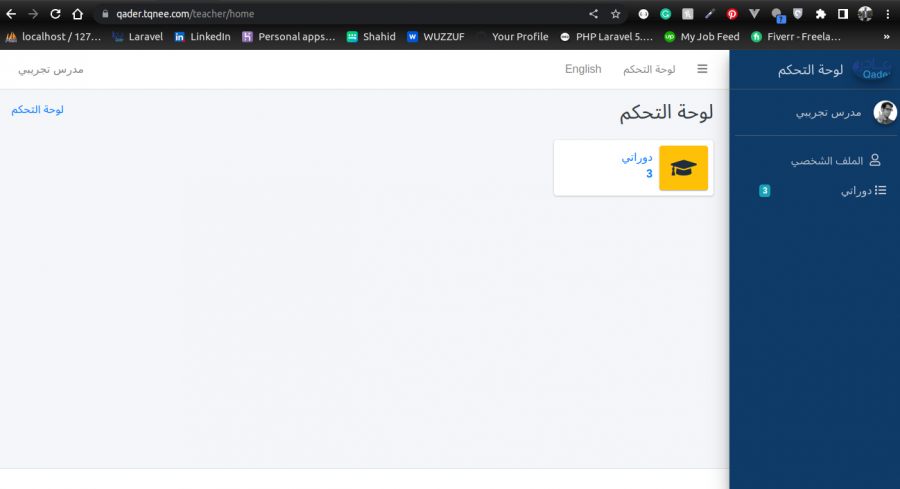 qader.tqnee.com/teacher/home
localhost / 127… Laravel LinkedIn Personal apps… Shahid WUZZUF Your Profile PHP Laravel 5.… My Job Feed Fiverr - Freela… »
لوحة التحكم Qader
لوحة التحكم English
مدرس تجريبي
مدرس تجريبي
الملف الشخصي
دوراتي 3
لوحة التحكم
لوحة التحكم
دوراتي
3